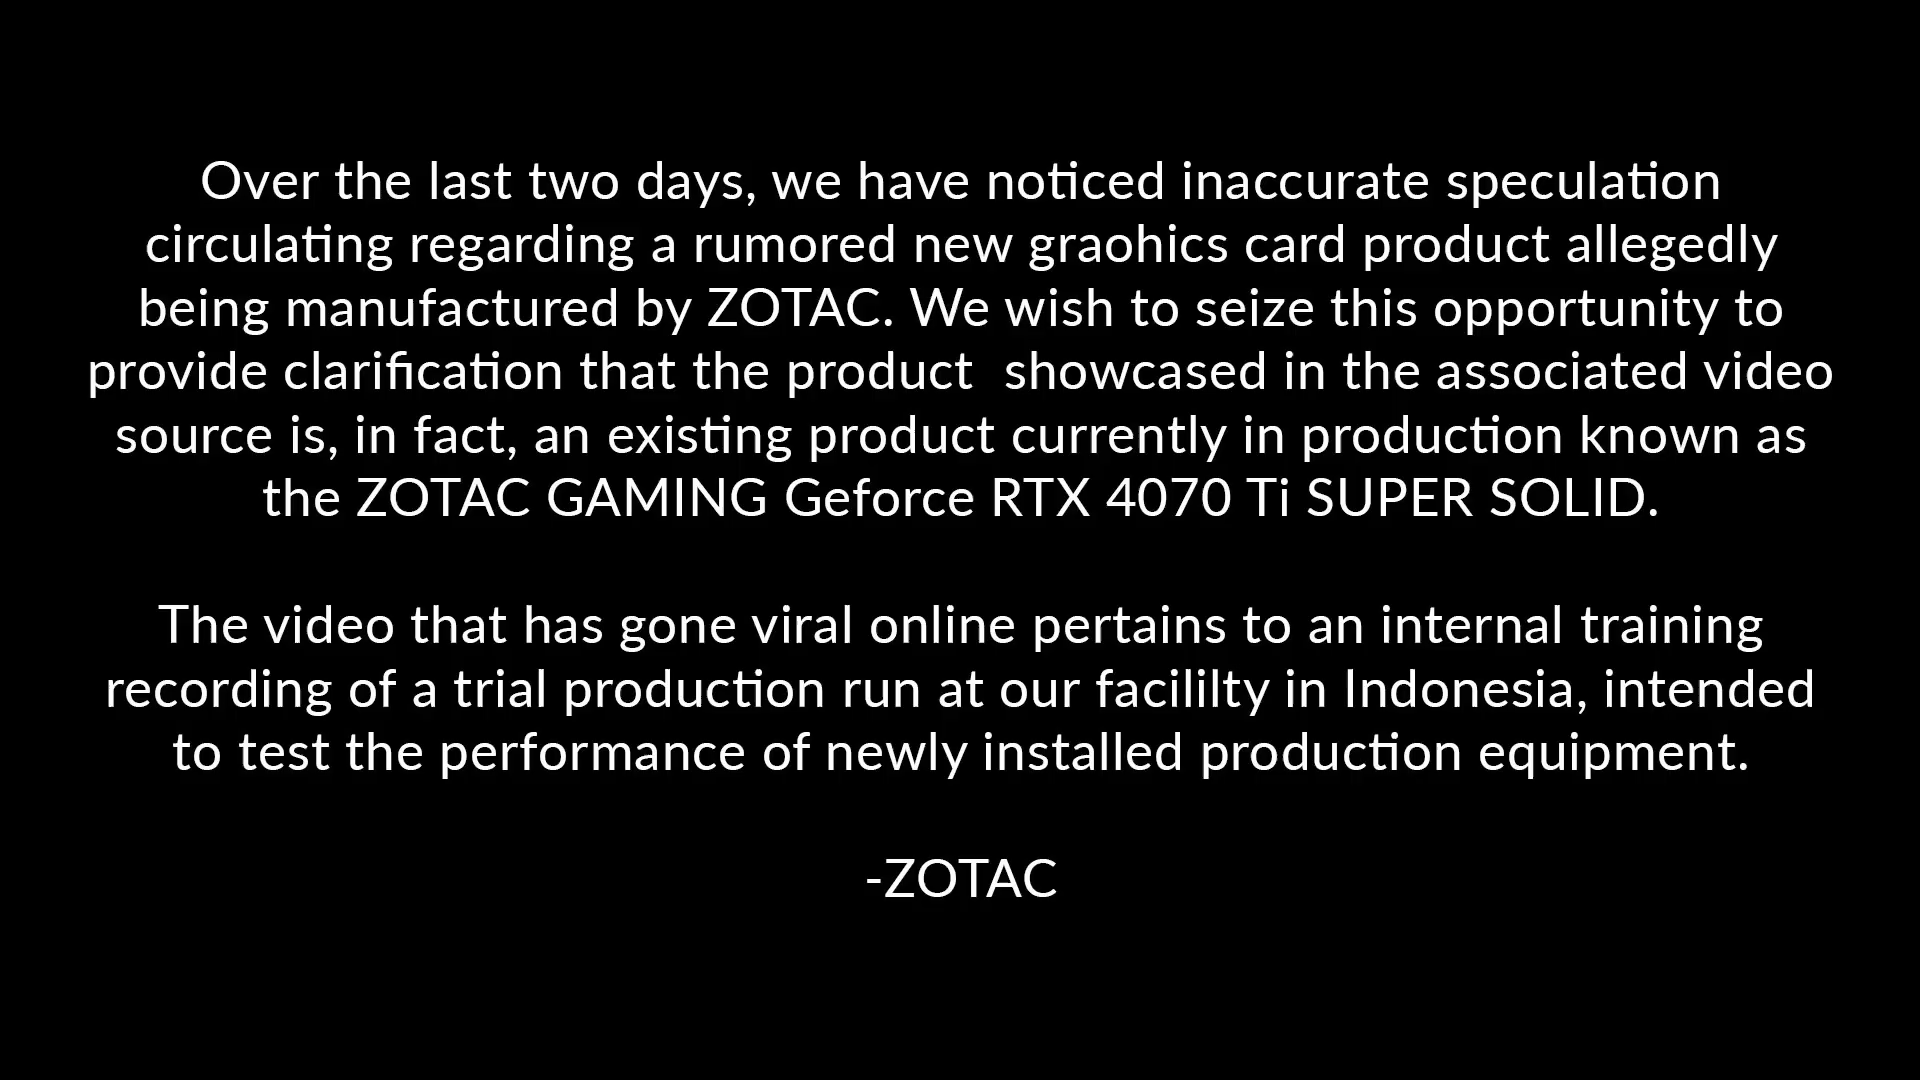 Over the last two days, we have noticed inaccurate speculation
circulating regarding a rumored new graohics card product allegedly
being manufactured by ZOTAC. We wish to seize this opportunity to
provide clarification that the product  showcased in the associated video
source is, in fact, an existing product currently in production known as
the ZOTAC GAMING Geforce RTX 4070 Ti SUPER SOLID.
The video that has gone viral online pertains to an internal training
recording of a trial production run at our facililty in Indonesia, intended
to test the performance of newly installed production equipment.
-ZOTAC